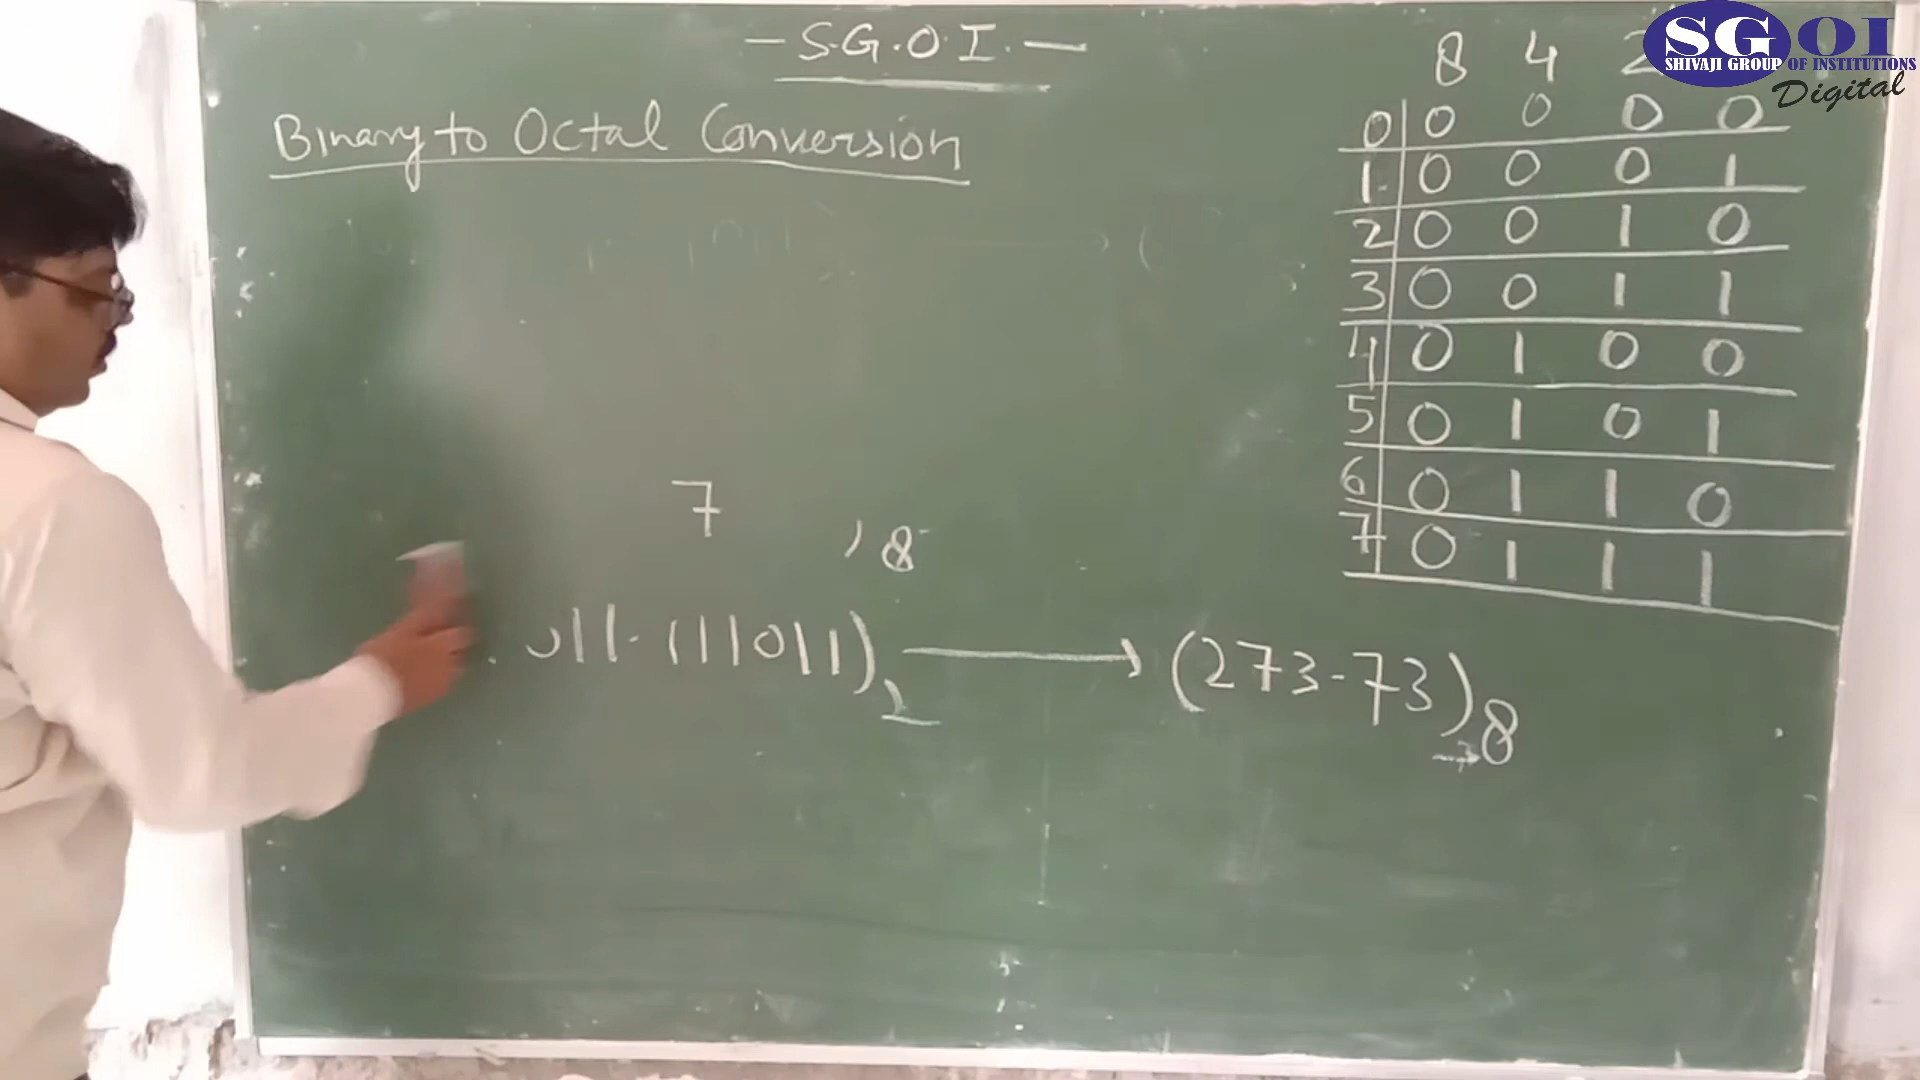 - S.G.O.I. -
Binary to Octal Conversion
8 4 2
0 0 0 0 0
1 0 0 0 1
2 0 0 1 0
3 0 0 1 1
4 0 1 0 0
5 0 1 0 1
6 0 1 1 0
7 0 1 1 1
7
8
11.111011)2 → (273.73)8
SGOI
SHIVAJI GROUP OF INSTITUTIONS
Digital